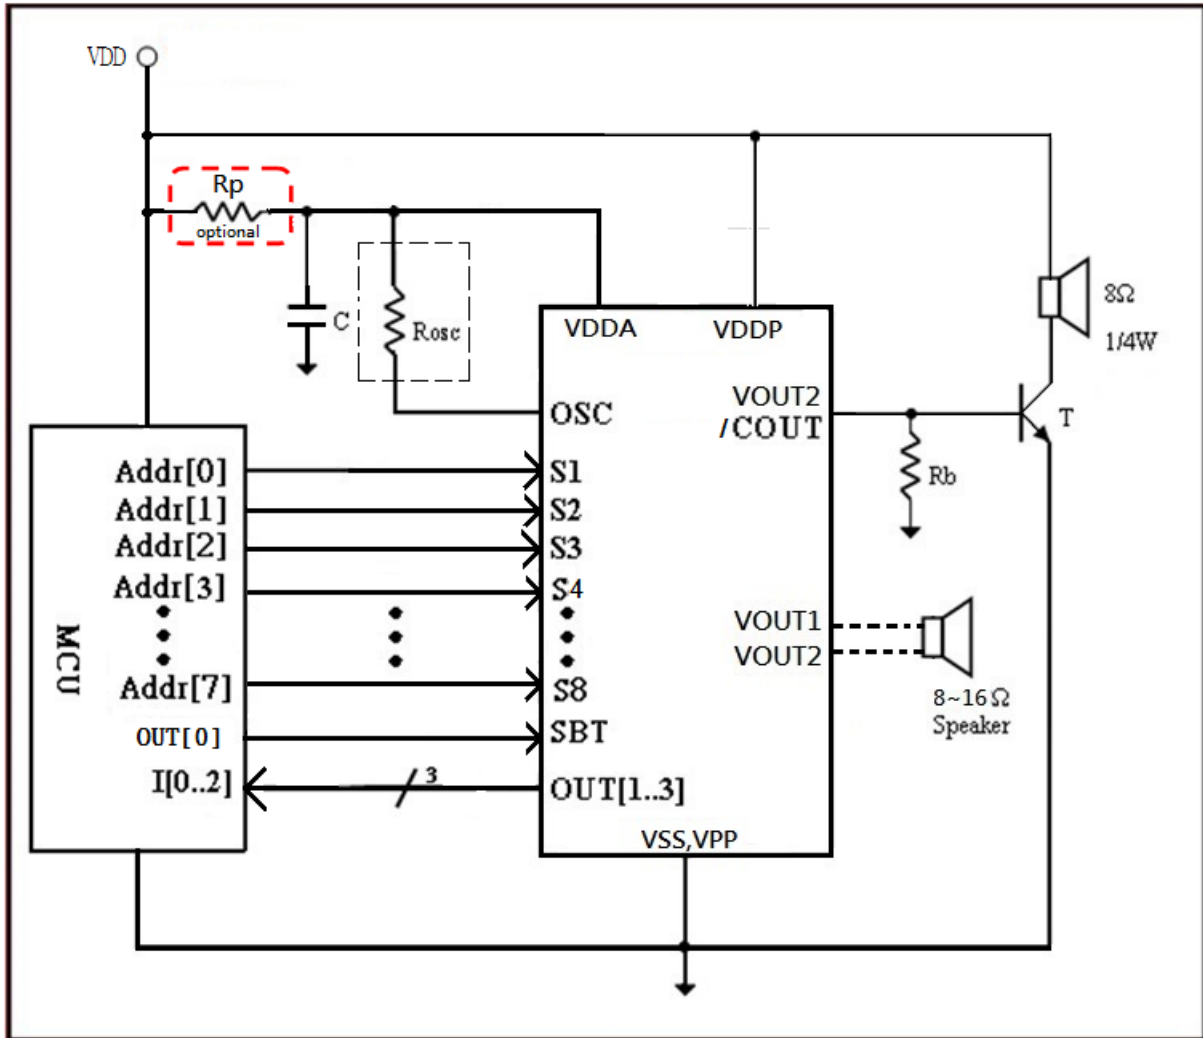 VDD
Rp
optional
C
Rosc
VDDA
VDDP
8Ω
1/4W
OSC
VOUT2
/COUT
T
Rb
Addr[0]
S1
Addr[1]
S2
Addr[2]
S3
Addr[3]
S4
MCU
VOUT1
VOUT2
Addr[7]
S8
8~16Ω
Speaker
OUT[0]
SBT
I[0..2]
3
OUT[1..3]
VSS,VPP